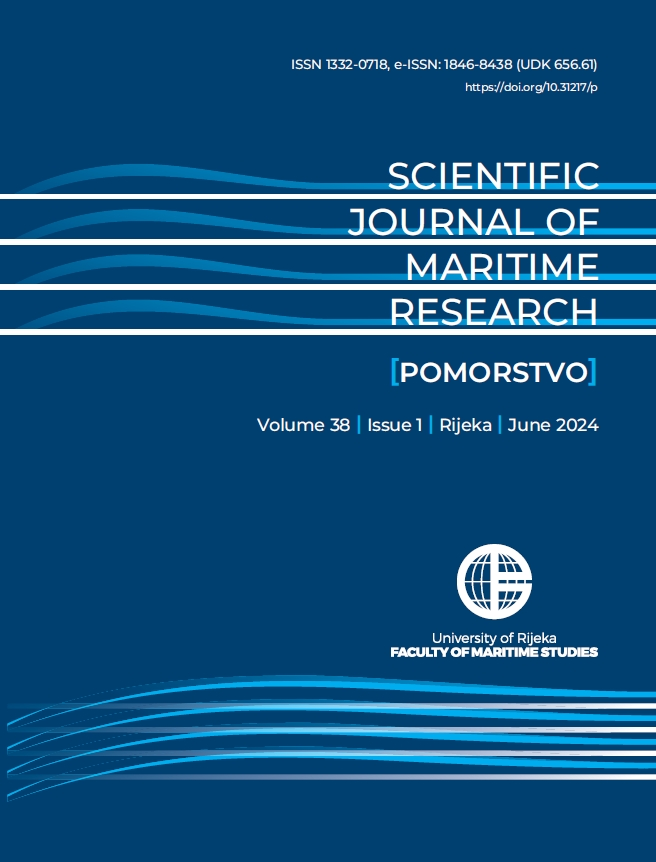 ISSN 1332-0718, e-ISSN: 1846-8438 (UDK 656.61)
https://doi.org/10.31217/p
SCIENTIFIC
JOURNAL OF
MARITIME
RESEARCH
[POMORSTVO]
Volume 38 | Issue 1 | Rijeka | June 2024
University of Rijeka
FACULTY OF MARITIME STUDIES